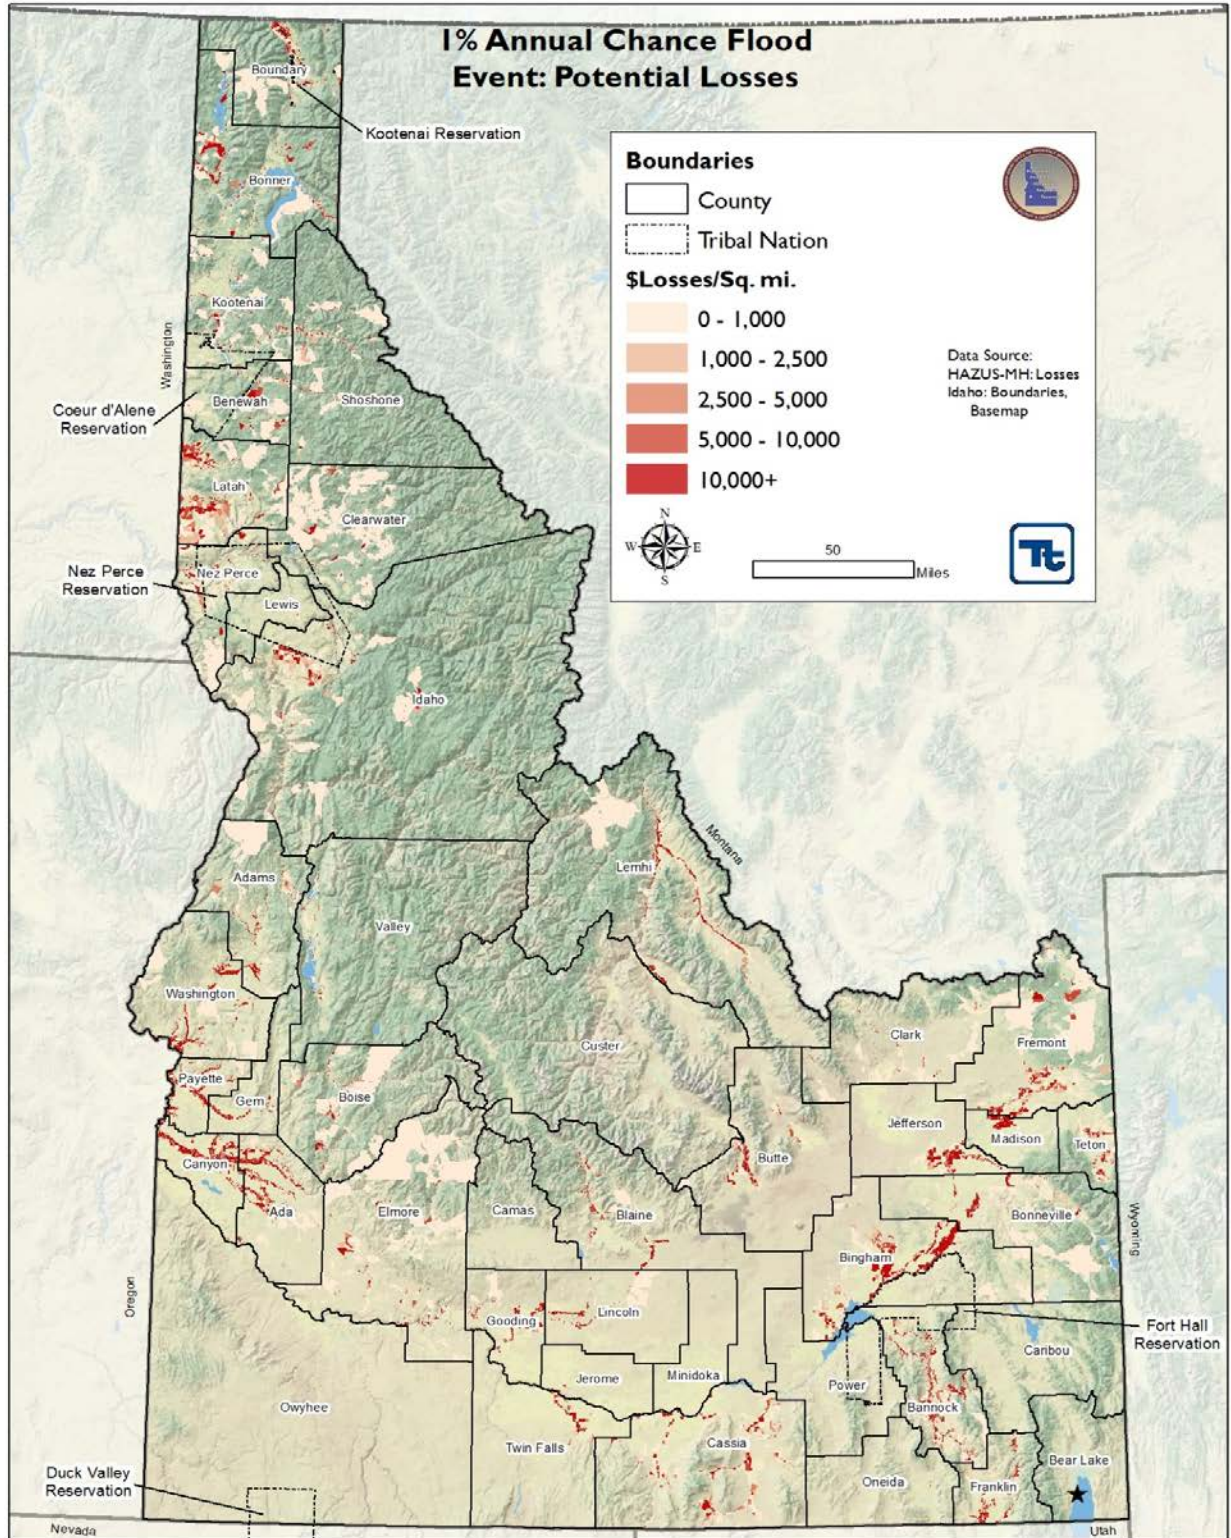 1% Annual Chance Flood
Event: Potential Losses
Boundaries
County
Tribal Nation
$Losses/Sq. mi.
0 - 1,000
1,000 - 2,500
2,500 - 5,000
5,000 - 10,000
10,000+
Data Source:
HAZUS-MH: Losses
Idaho: Boundaries,
Basemap
N
W E
S
50
Miles
Tt
Boundary
Kootenai Reservation
Bonner
Kootenai
Washington
Coeur d'Alene
Reservation
Benewah
Shoshone
Latah
Clearwater
Nez Perce
Reservation
Nez Perce
Lewis
Idaho
Montana
Lemhi
Adams
Valley
Washington
Custer
Clark
Fremont
Payette
Gem
Boise
Jefferson
Madison
Teton
Butte
Canyon
Ada
Elmore
Camas
Blaine
Bonneville
Wyoming
Bingham
Oregon
Gooding
Lincoln
Fort Hall
Reservation
Caribou
Jerome
Minidoka
Power
Bannock
Owyhee
Twin Falls
Cassia
Oneida
Franklin
Bear Lake
Duck Valley
Reservation
Nevada
Utah